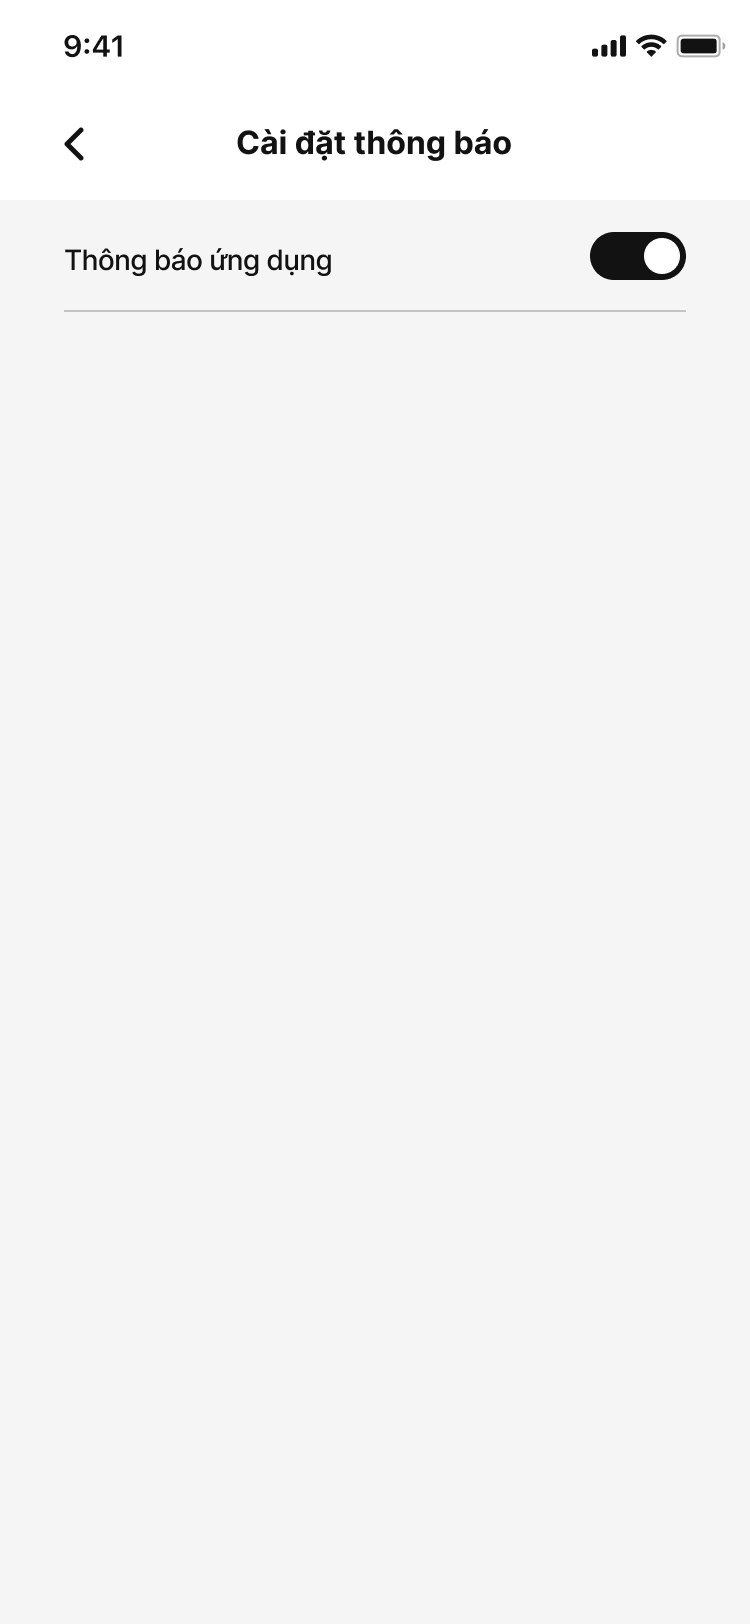 9:41
Cài đặt thông báo
Thông báo ứng dụng